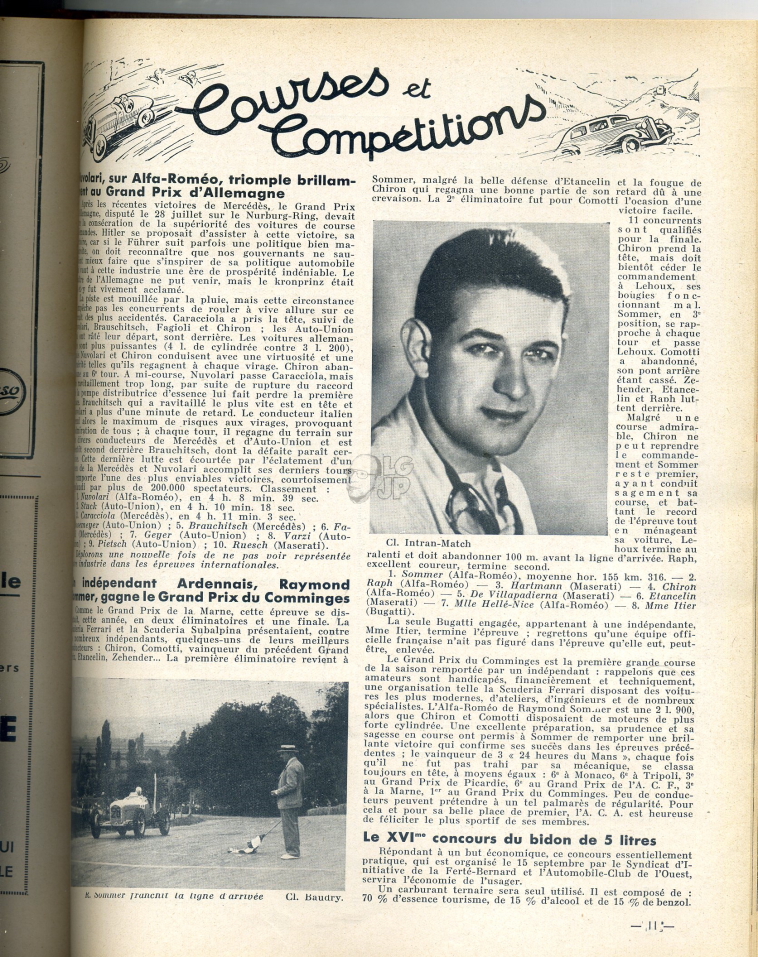 Courses et
Compétitions
sur Alfa-Roméo, triomple brillam-
au Grand Prix d'Allemagne
après les récentes victoires de Mercédès, le Grand Prix
disputé le 28 juillet sur le Nurburg-Ring, devait
consécration de la supériorité des voitures de course
Hitler se proposait d'assister à cette victoire, sa
car si le Führer suit parfois une politique bien ma-
on doit reconnaître que nos gouvernants ne sau-
mieux faire que s'inspirer de sa politique automobile
à cette industrie une ère de prospérité indéniable. Le
de l'Allemagne ne put venir, mais le kronprinz était
fut vivement acclamé.
piste est mouillée par la pluie, mais cette circonstance
pas les concurrents de rouler à vive allure sur ce
des plus accidentés. Caracciola a pris la tête, suivi de
Brauschitsch, Fagioli et Chiron ; les Auto-Union
raté leur départ, sont derrière. Les voitures alleman-
plus puissantes (4 l. de cylindrée contre 3 l. 200),
Nuvolari et Chiron conduisent avec une virtuosité et une
telles qu'ils regagnent à chaque virage. Chiron aban-
au 6e tour. A mi-course, Nuvolari passe Caracciola, mais
trop long, par suite de rupture du raccord
pompe distributrice d'essence lui fait perdre la première
Brauchitsch qui a ravitaillé le plus vite est en tête et
a plus d'une minute de retard. Le conducteur italien
alors le maximum de risques aux virages, provoquant
de tous ; à chaque tour, il regagne du terrain sur
conducteurs de Mercédès et d'Auto-Union et est
second derrière Brauchitsch, dont la défaite paraît cer-
Cette dernière lutte est écourtée par l'éclatement d'un
de la Mercédès et Nuvolari accomplit ses derniers tours
l'une des plus enviables victoires, courtoisement
par plus de 200.000 spectateurs. Classement :
1 Nuvolari (Alfa-Roméo), en 4 h. 8 min. 39 sec.
Stuck (Auto-Union), en 4 h. 10 min. 18 sec.
Caracciola (Mercédès), en 4 h. 11 min. 3 sec.
(Auto-Union) ; 5. Brauchitsch (Mercédès) ; 6. Fa-
(Mercédès) ; 7. Geyer (Auto-Union) ; 8. Varzi (Auto-
; 9. Pietsch (Auto-Union) ; 10. Ruesch (Maserati).
Déplorons une nouvelle fois de ne pas voir représentée
industrie dans les épreuves internationales.
indépendant Ardennais, Raymond
gagne le Grand Prix du Comminges
Comme le Grand Prix de la Marne, cette épreuve se dis-
cette année, en deux éliminatoires et une finale. La
Ferrari et la Scuderia Subalpina présentaient, contre
nombreux indépendants, quelques-uns de leurs meilleurs
: Chiron, Comotti, vainqueur du précédent Grand
Etancelin, Zehender... La première éliminatoire revient à
R. Sommer franchit la ligne d'arrivée Cl. Baudry.
Sommer, malgré la belle défense d'Etancelin et la fougue de
Chiron qui regagna une bonne partie de son retard dû à une
crevaison. La 2e éliminatoire fut pour Comotti l'ocasion d'une
victoire facile.
11 concurrents
sont qualifiés
pour la finale.
Chiron prend la
tête, mais doit
bientôt céder le
commandement
à Lehoux, ses
bougies fonc-
cionnant mal.
Sommer, en 3e
position, se rap-
proche à chaque
tour et passe
Lehoux. Comotti
a abandonné,
son pont arrière
étant cassé. Ze-
hender, Etance-
lin et Raph lut-
tent derrière.
Malgré une
course admira-
ble, Chiron ne
peut reprendre
le commande-
ment et Sommer
reste premier,
ayant conduit
sagement sa
course, et bat-
tant le record
de l'épreuve tout
en ménageant
sa voiture, Le-
houx termine au
Cl. Intran-Match
ralenti et doit abandonner 100 m. avant la ligne d'arrivée. Raph,
excellent coureur, termine second.
1. Sommer (Alfa-Roméo), moyenne hor. 155 km. 316. — 2.
Raph (Alfa-Roméo) — 3. Hartmann (Maserati) — 4. Chiron
(Alfa-Roméo) — 5. De Villapadierna (Maserati) — 6. Etancelin
(Maserati) — 7. Mlle Hellé-Nice (Alfa-Roméo) — 8. Mme Itier
(Bugatti).
La seule Bugatti engagée, appartenant à une indépendante,
Mme Itier, termine l'épreuve ; regrettons qu'une équipe offi-
cielle française n'ait pas figuré dans l'épreuve qu'elle eut, peut-
être, enlevée.
Le Grand Prix du Comminges est la première grande course
de la saison remportée par un indépendant : rappelons que ces
amateurs sont handicapés, financièrement et techniquement,
une organisation telle la Scuderia Ferrari disposant des voitu-
res les plus modernes, d'ateliers, d'ingénieurs et de nombreux
spécialistes. L'Alfa-Roméo de Raymond Sommer est une 2 l. 900,
alors que Chiron et Comotti disposaient de moteurs de plus
forte cylindrée. Une excellente préparation, sa prudence et sa
sagesse en course ont permis à Sommer de remporter une bril-
lante victoire qui confirme ses succès dans les épreuves précé-
dentes ; le vainqueur de 3 « 24 heures du Mans », chaque fois
qu'il ne fut pas trahi par sa mécanique, se classa
toujours en tête, à moyens égaux : 6e à Monaco, 6e à Tripoli, 3e
au Grand Prix de Picardie, 6e au Grand Prix de l'A. C. F., 3e
à la Marne, 1er au Grand Prix du Comminges. Peu de conduc-
teurs peuvent prétendre à un tel palmarès de régularité. Pour
cela et pour sa belle place de premier, l'A. C. A. est heureuse
de féliciter le plus sportif de ses membres.
Le XVIme concours du bidon de 5 litres
Répondant à un but économique, ce concours essentiellement
pratique, qui est organisé le 15 septembre par le Syndicat d'I-
nitiative de la Ferté-Bernard et l'Automobile-Club de l'Ouest,
servira l'économie de l'usager.
Un carburant ternaire sera seul utilisé. Il est composé de :
70 % d'essence tourisme, de 15 % d'alcool et de 15 % de benzol.
— 11 —